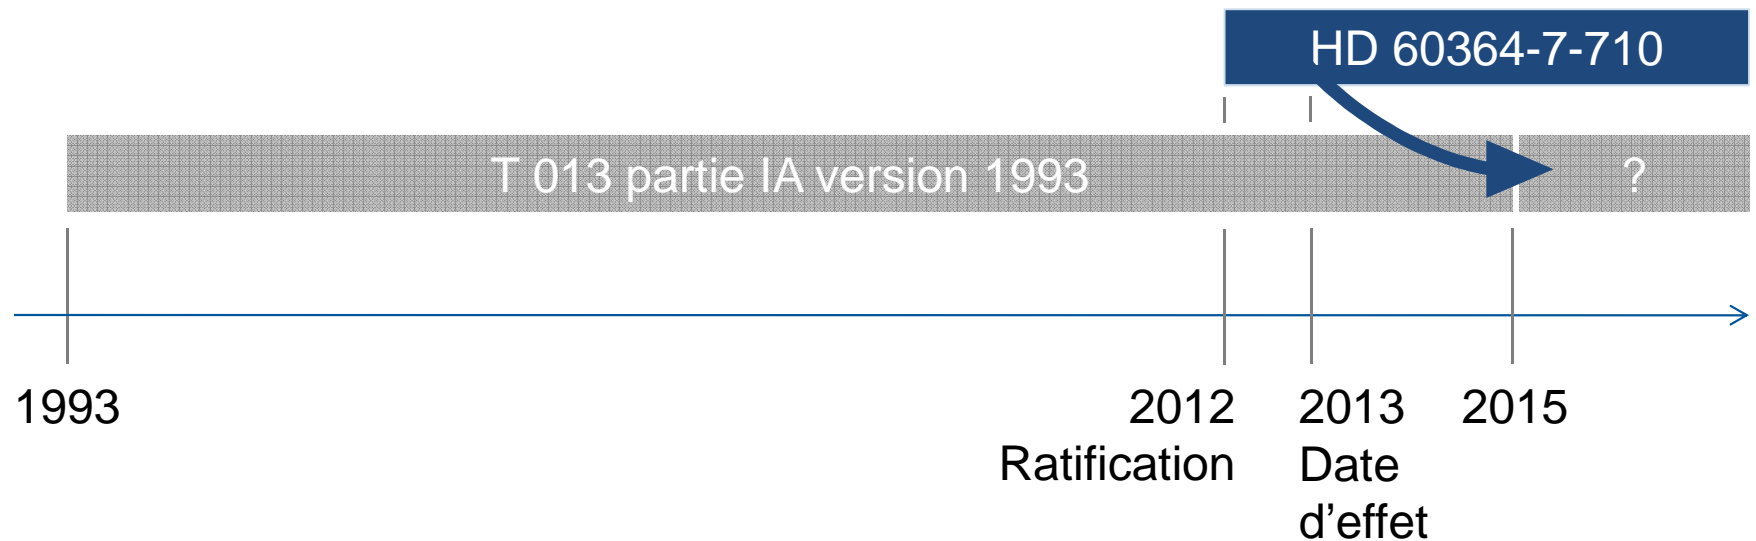 HD 60364-7-710
T 013 partie IA version 1993
?
1993
2012
Ratification
2013
Date
d’effet
2015